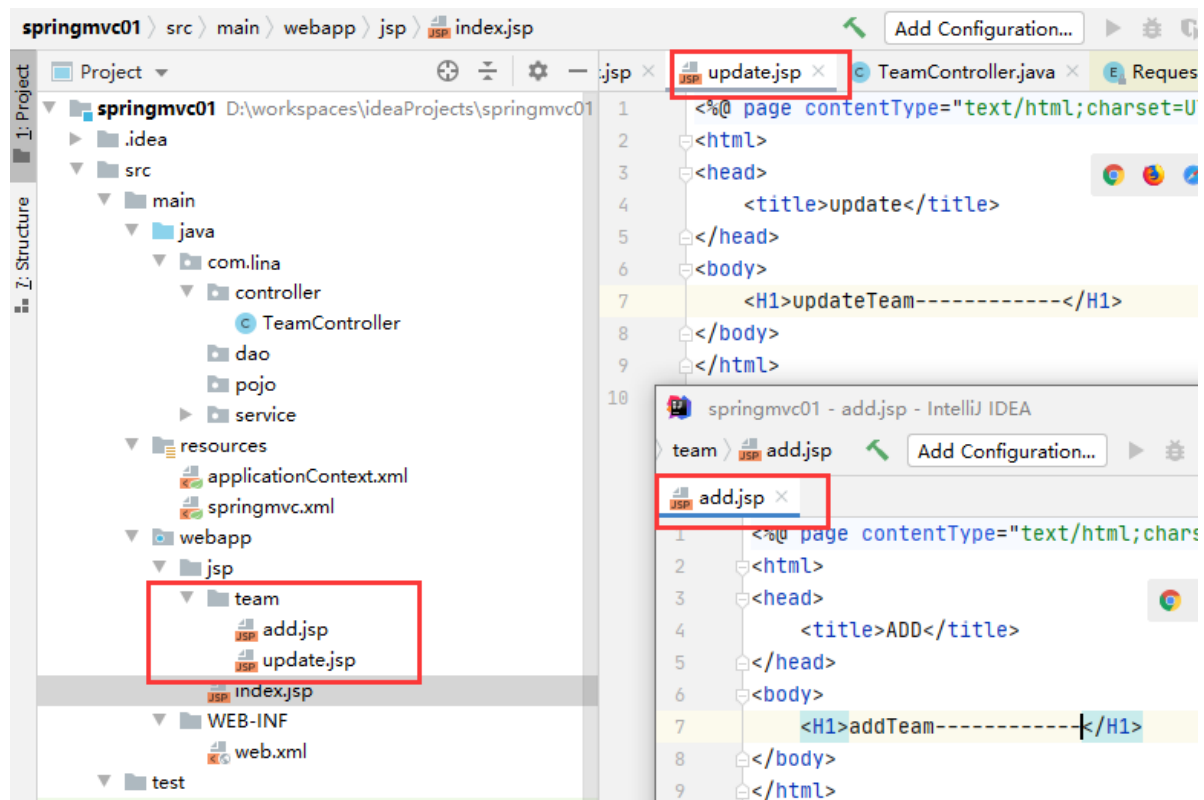 springmvc01 〉 src 〉 main 〉 webapp 〉 jsp 〉 index.jsp
Add Configuration...
1: Project
7: Structure
Project
springmvc01 D:\workspaces\ideaProjects\springmvc01
.idea
src
main
java
com.lina
controller
TeamController
dao
pojo
service
resources
applicationContext.xml
springmvc.xml
webapp
jsp
team
add.jsp
update.jsp
index.jsp
WEB-INF
web.xml
test
:.jsp update.jsp TeamController.java Reques
1 <%@ page contentType="text/html;charset=U
2 <html>
3 <head>
4 <title>update</title>
5 </head>
6 <body>
7 <H1>updateTeam------------</H1>
8 </body>
9 </html>
10
springmvc01 - add.jsp - IntelliJ IDEA
team 〉 add.jsp Add Configuration...
add.jsp
1 <%@ page contentType="text/html;chars
2 <html>
3 <head>
4 <title>ADD</title>
5 </head>
6 <body>
7 <H1>addTeam------------</H1>
8 </body>
9 </html>